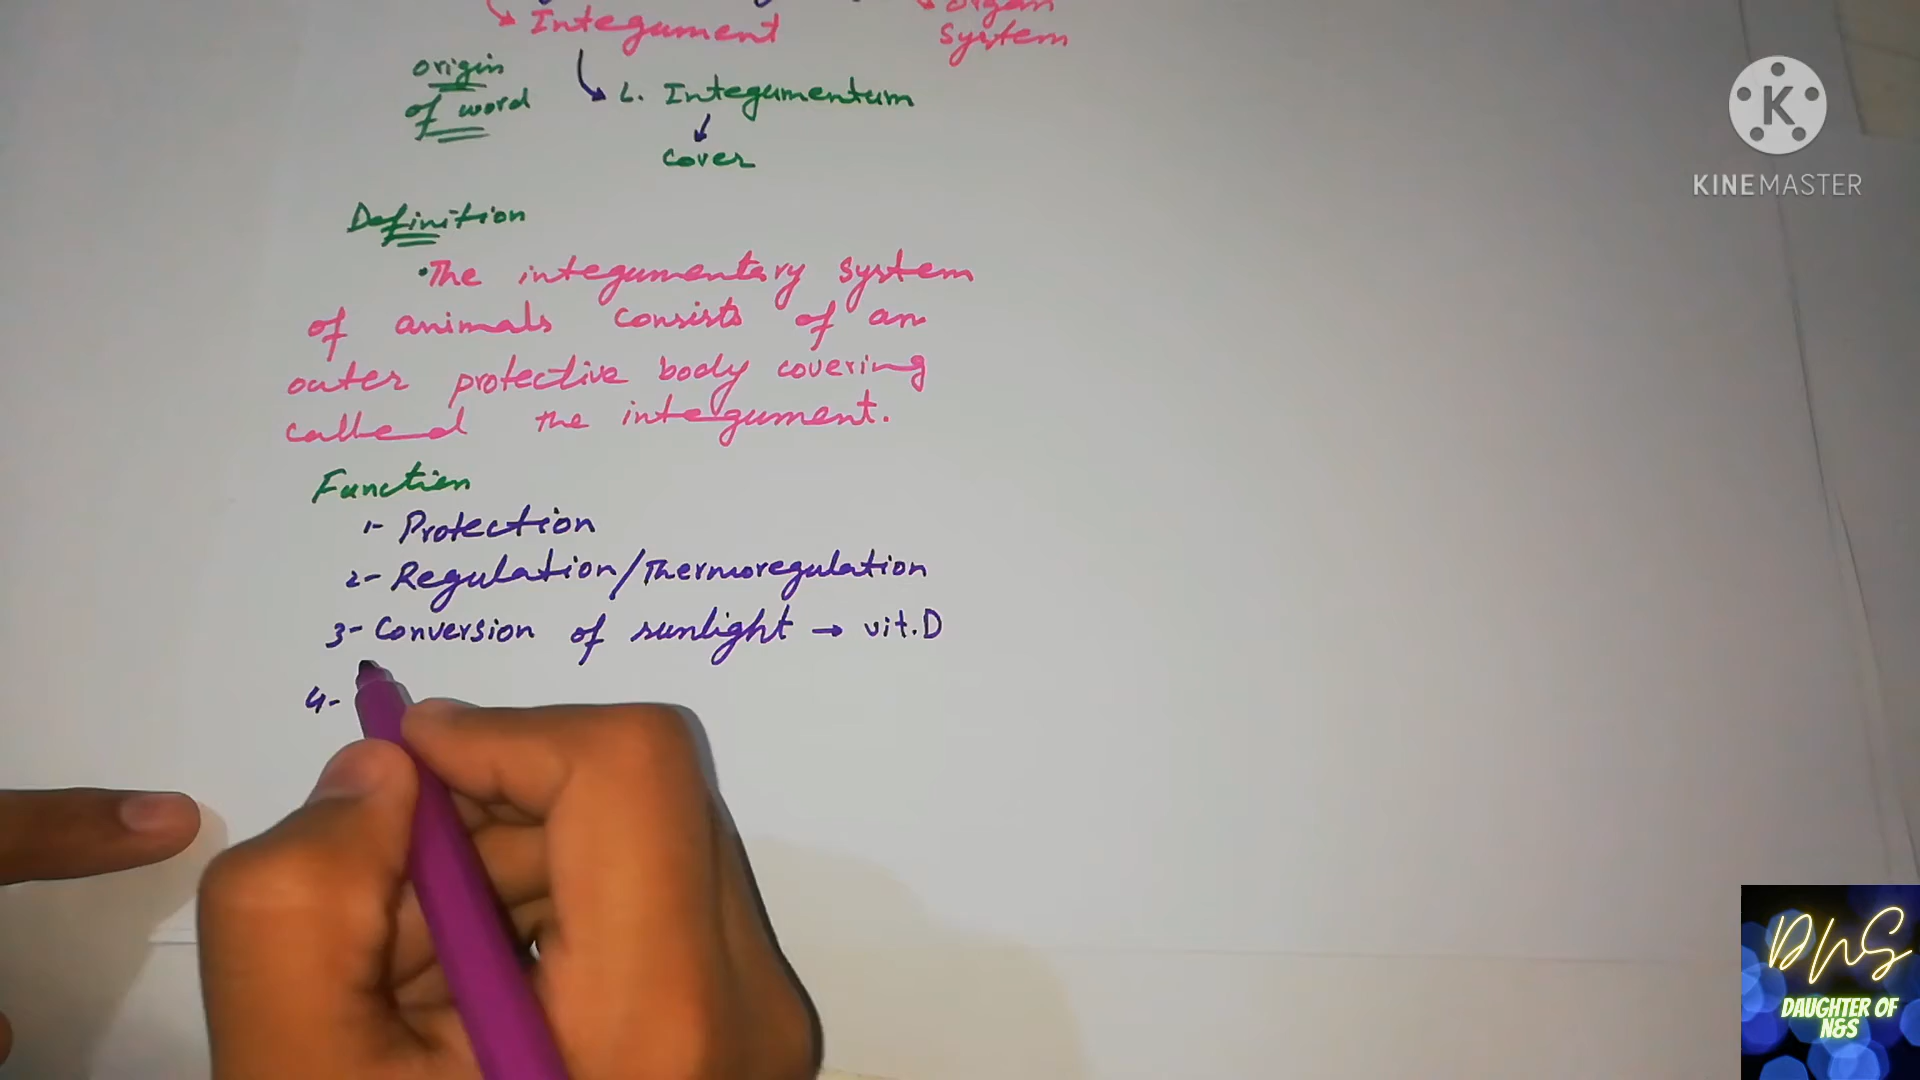 Integument
organ
system
origin
of word
L. Integumentum
cover
Definition
•The integumentary system
of animals consists of an
outer protective body covering
called the integument.
Function
1- Protection
2- Regulation/Thermoregulation
3- Conversion of sunlight → vit.D
4-
K
KINEMASTER
DNS
DAUGHTER OF
N&S